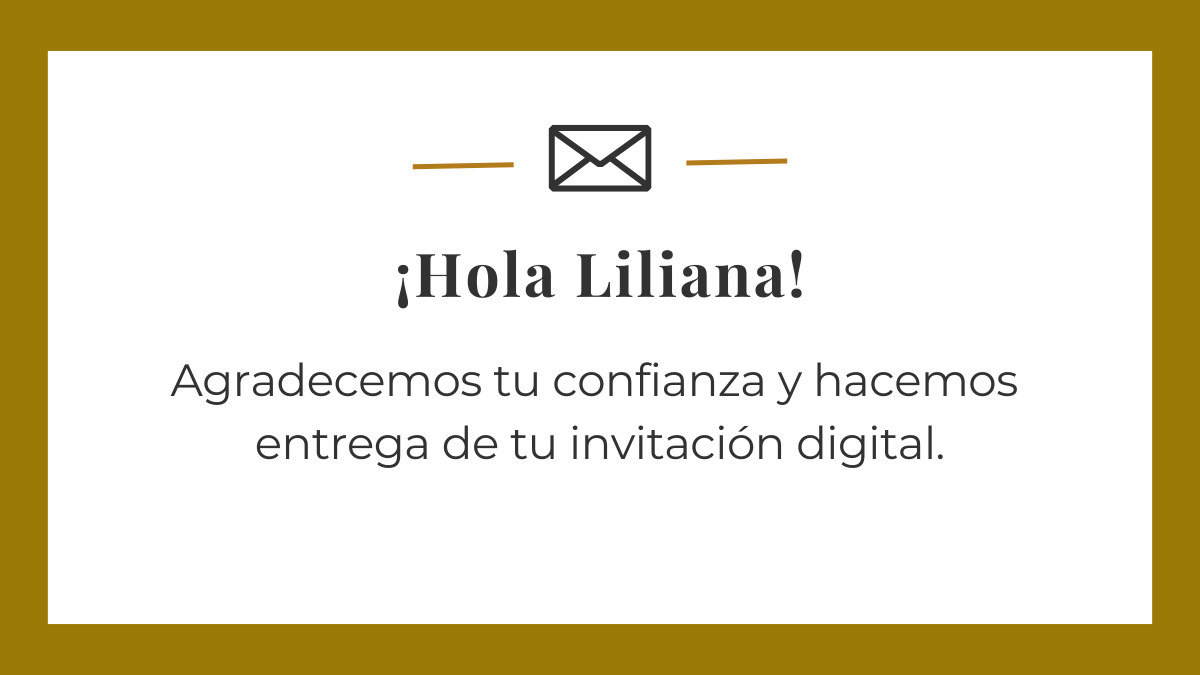 ¡Hola Liliana!
Agradecemos tu confianza y hacemos
entrega de tu invitación digital.